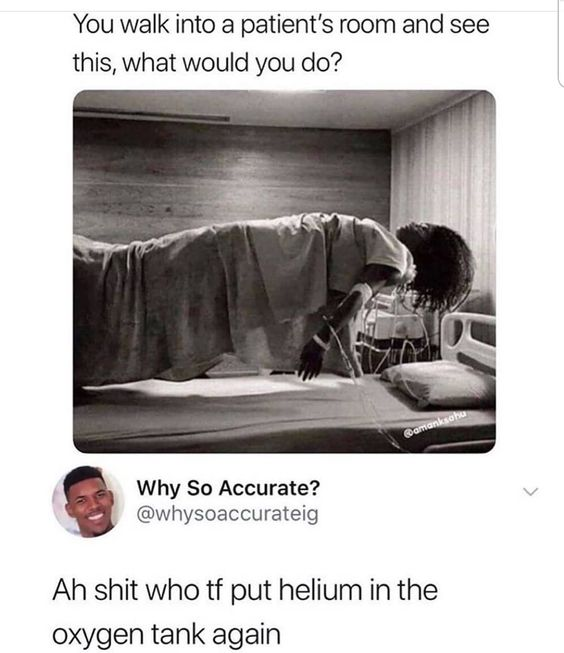 You walk into a patient's room and see
this, what would you do?
@amanksahu
Why So Accurate?
@whysoaccurateig
Ah shit who tf put helium in the
oxygen tank again